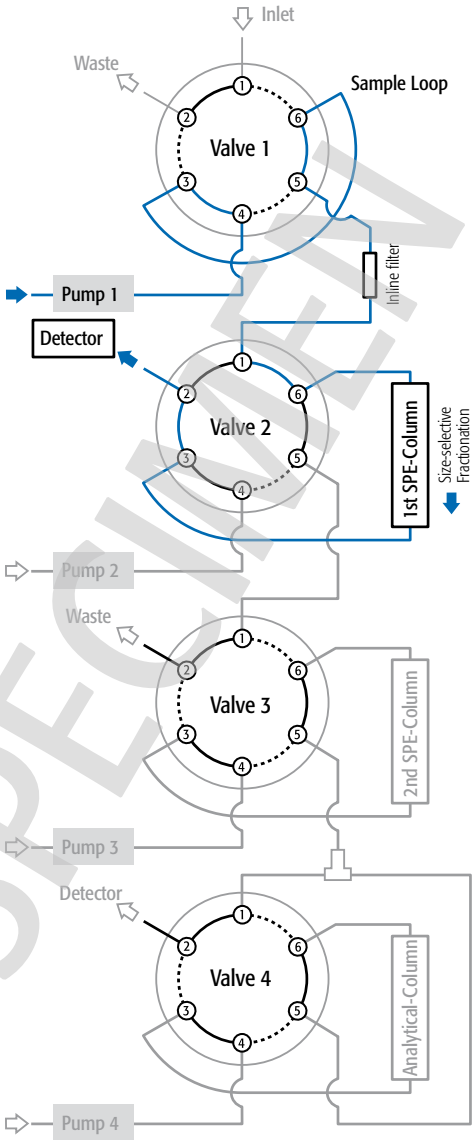 Inlet
Waste
1
2
6
Sample Loop
Valve 1
3
5
4
Inline filter
Pump 1
Detector
1
2
6
Valve 2
3
5
4
1st SPE-Column
Size-selective
Fractionation
Pump 2
Waste
1
2
6
Valve 3
3
5
4
2nd SPE-Column
Pump 3
Detector
1
2
6
Valve 4
3
5
4
Analytical-Column
Pump 4
SPECIMEN